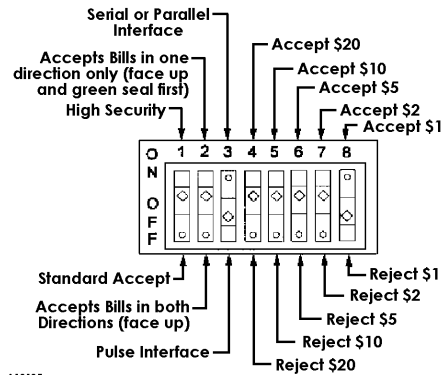 Serial or Parallel
Interface
Accepts Bills in one
direction only (face up
and green seal first)
High Security
Accept $20
Accept $10
Accept $5
Accept $2
Accept $1
ON 1 2 3 4 5 6 7 8
OFF
Standard Accept
Accepts Bills in both
Directions (face up)
Pulse Interface
Reject $1
Reject $2
Reject $5
Reject $10
Reject $20